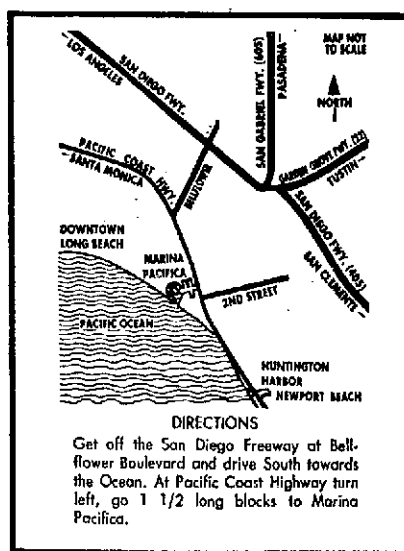 MAP NOT
TO SCALE
NORTH
SAN DIEGO FWY.
LOS ANGELES
SAN GABRIEL FWY. (605)
PASADENA
GARDEN GROVE FWY. (22)
TUSTIN
SAN DIEGO FWY. (405)
SAN CLEMENTE
PACIFIC COAST HWY.
SANTA MONICA
BELLFLOWER
DOWNTOWN
LONG BEACH
MARINA
PACIFICA
2ND STREET
PACIFIC OCEAN
HUNTINGTON
HARBOR
NEWPORT BEACH
DIRECTIONS
Get off the San Diego Freeway at Bell-
flower Boulevard and drive South towards
the Ocean. At Pacific Coast Highway turn
left, go 1 1/2 long blocks to Marina
Pacifica.